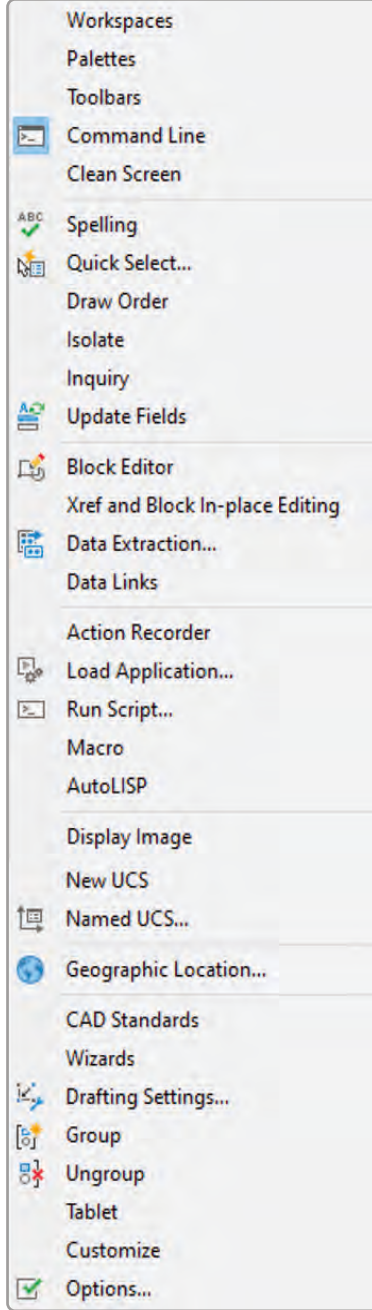 Workspaces
Palettes
Toolbars
Command Line
Clean Screen
ABC
Spelling
Quick Select...
Draw Order
Isolate
Inquiry
Update Fields
Block Editor
Xref and Block In-place Editing
Data Extraction...
Data Links
Action Recorder
Load Application...
Run Script...
Macro
AutoLISP
Display Image
New UCS
Named UCS...
Geographic Location...
CAD Standards
Wizards
Drafting Settings...
Group
Ungroup
Tablet
Customize
Options...